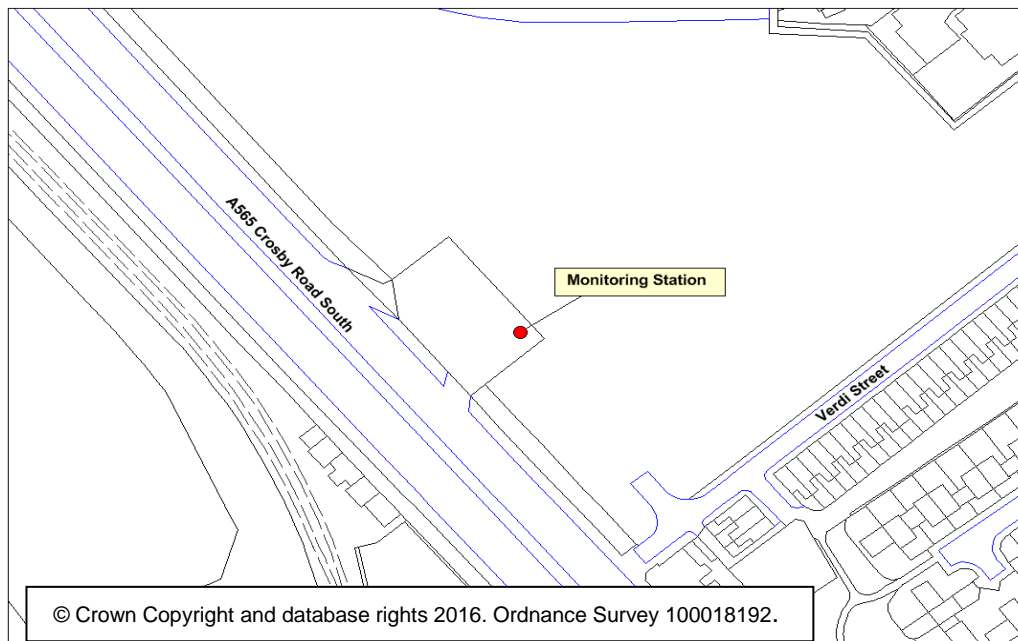 A565 Crosby Road South
Monitoring Station
Verdi Street
© Crown Copyright and database rights 2016. Ordnance Survey 100018192.